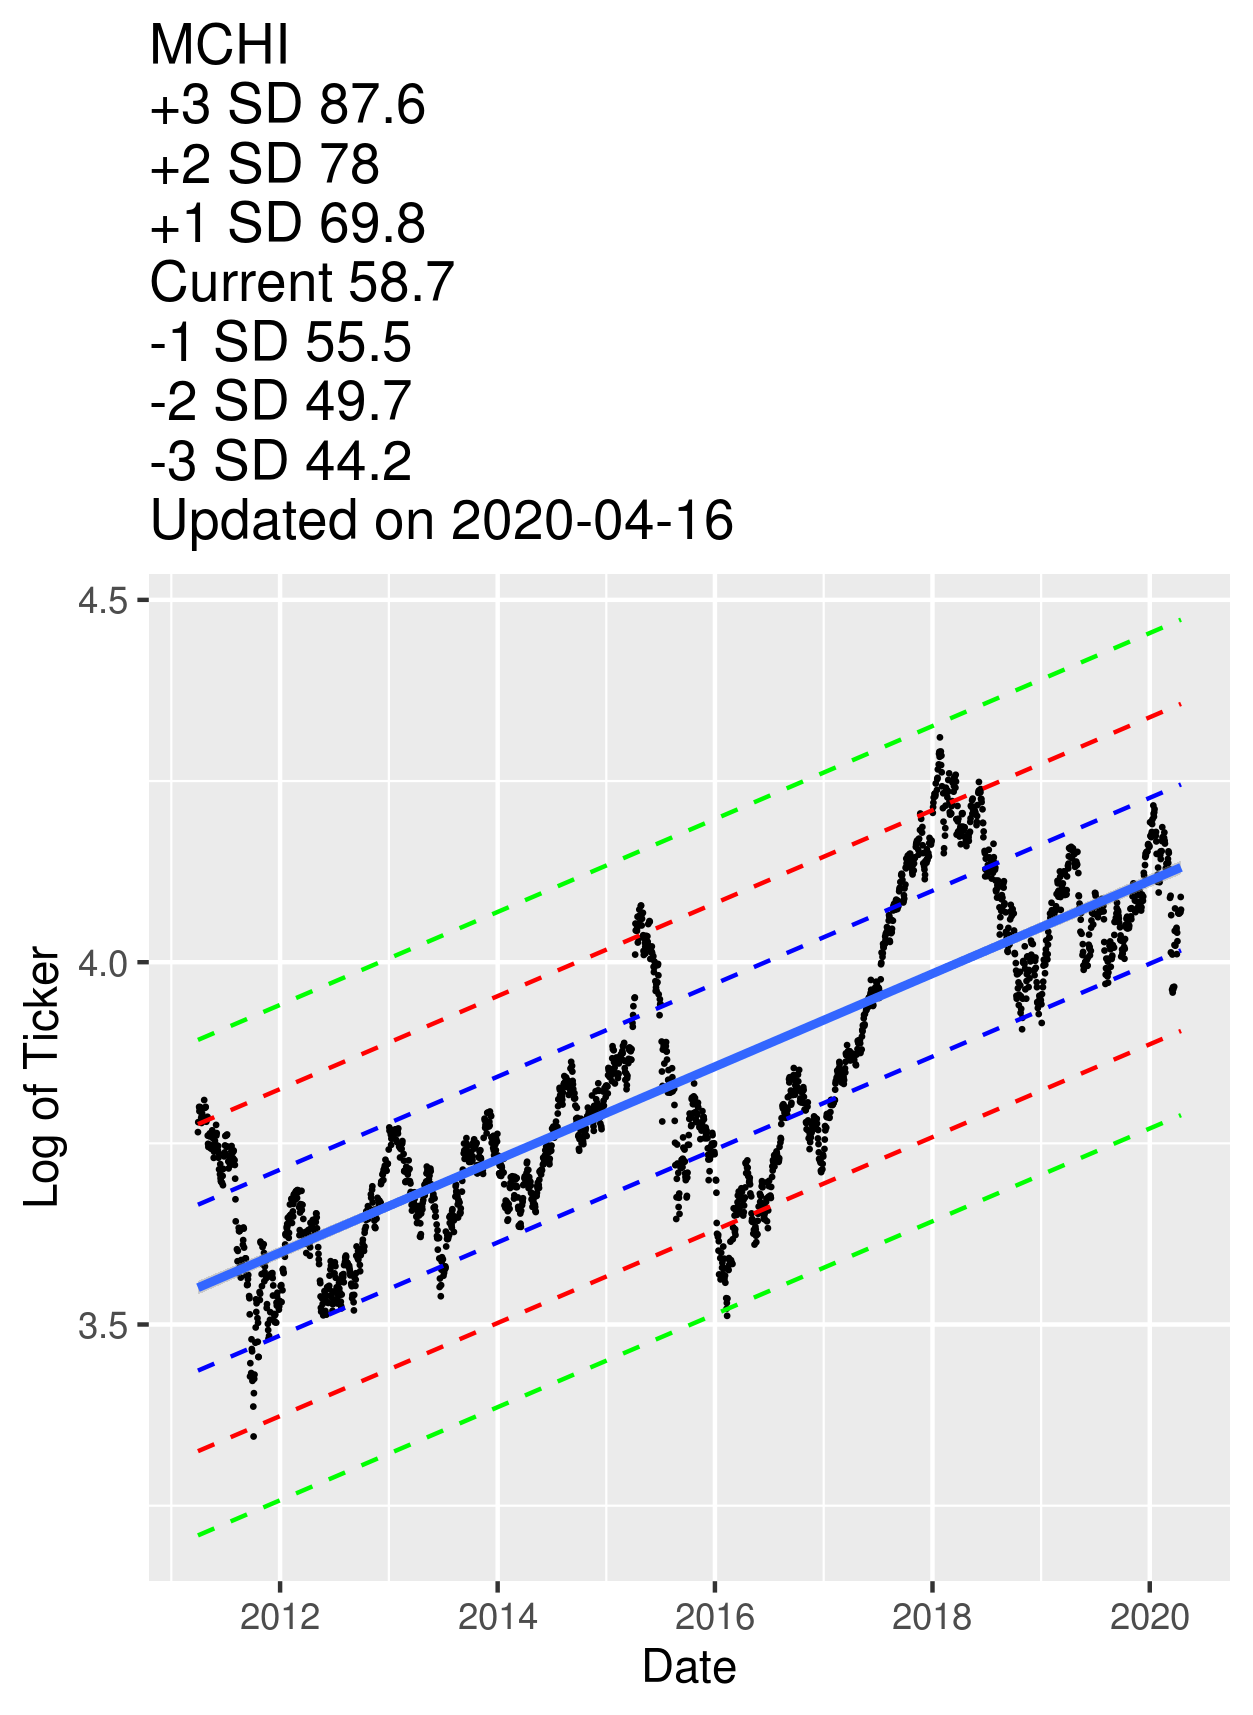 MCHI
+3 SD 87.6
+2 SD 78
+1 SD 69.8
Current 58.7
-1 SD 55.5
-2 SD 49.7
-3 SD 44.2
Updated on 2020-04-16
4.5
4.0
3.5
Log of Ticker
2012 2014 2016 2018 2020
Date